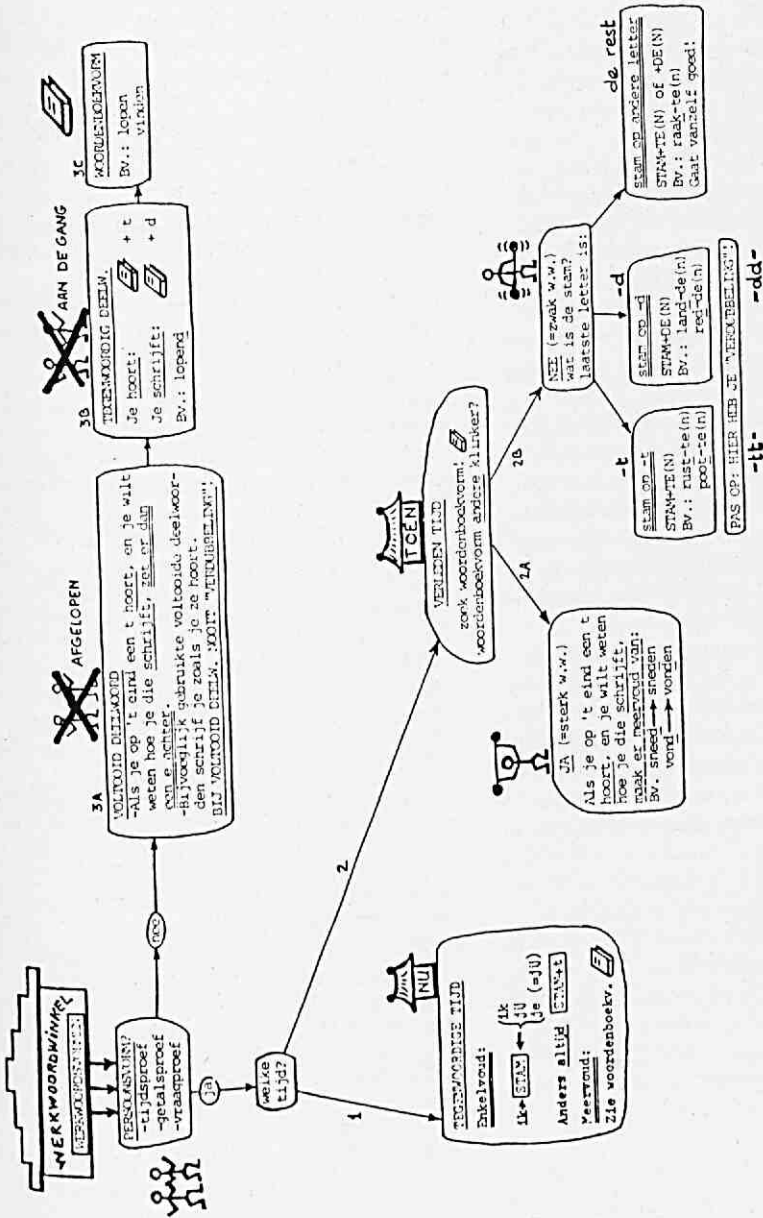 WERKWOORDWINKEL
WERKWOORDSVORMEN
PERSOONSVORM?
-tijdsproef
-getalsproef
-vraagproef
nee
ja
3A
AFGELOPEN
VOLTOOID DEELWOORD
-Als je op 't eind een t hoort, en je wilt
weten hoe je die schrijft, zet er dan
een e achter.
-Bijvoeglijk gebruikte voltooide deelwoor-
den schrijf je zoals je ze hoort.
BIJ VOLTOOID DEELW. NOOIT "VERDUBBELING"!
3B
AAN DE GANG
TEGENWOORDIG DEELW.
Je hoort: + t
Je schrijft: + d
Bv.: lopend
3C
WOORDENBOEKVORM
Bv.: lopen
vinden
welke
tijd?
1
2
NU
TEGENWOORDIGE TIJD
Enkelvoud:
ik
ik STAM jij
je (=jij)
Anders altijd STAM+t
Meervoud:
Zie woordenboekv.
TOEN
VERLEDEN TIJD
zoek woordenboekvorm!
woordenboekvorm andere klinker?
2A
2B
JA (=sterk w.w.)
Als je op 't eind een t
hoort, en je wilt weten
hoe je die schrijft,
maak er meervoud van:
Bv. sneed sneden
vond vonden
NEE (=zwak w.w.)
wat is de stam?
laatste letter is:
-t
-d
de rest
stam op -t
STAM+TE(N)
Bv.: rust-te(n)
poot-te(n)
stam op -d
STAM+DE(N)
Bv.: land-de(n)
red-de(n)
stam op andere letter
STAM+TE(N) of +DE(N)
Bv.: raak-te(n)
Gaat vanzelf goed!
PAS OP: HIER HEB JE "VERDUBBELING"!
-tt-
-dd-